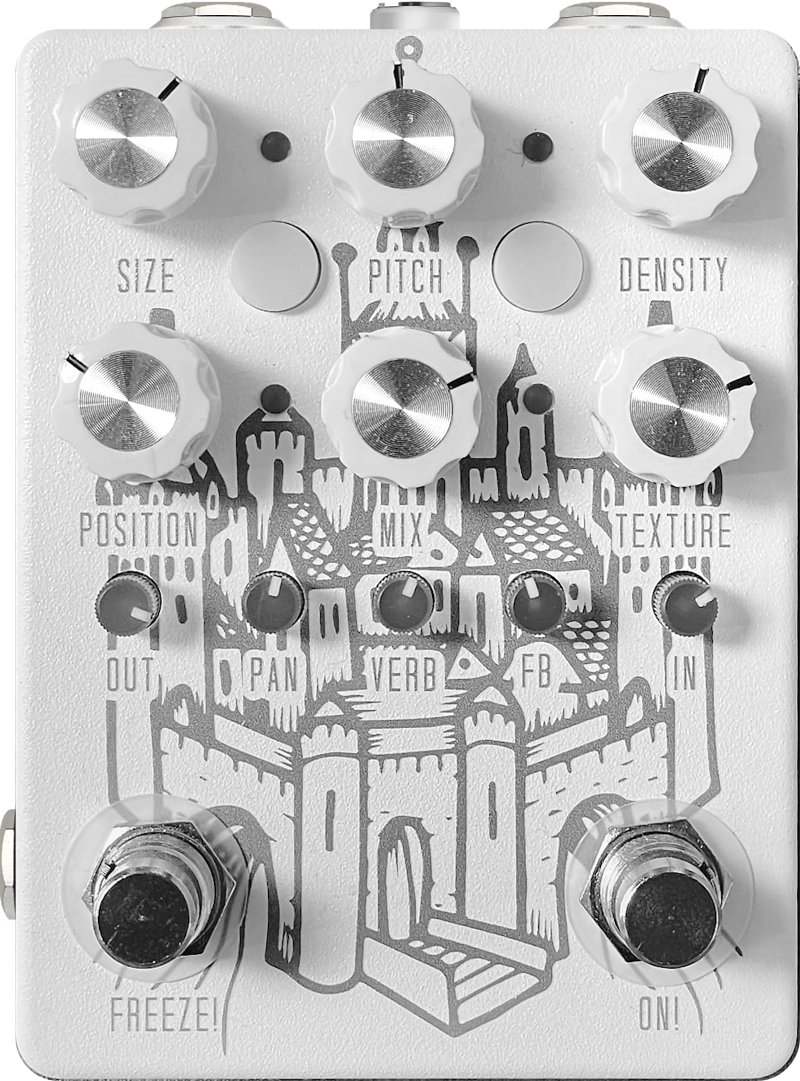 SIZE PITCH DENSITY
POSITION MIX TEXTURE
OUT PAN VERB FB IN
FREEZE! ON!